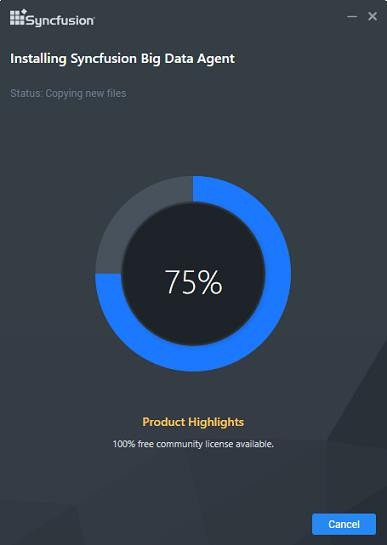 Syncfusion
Installing Syncfusion Big Data Agent
Status: Copying new files
75%
Product Highlights
100% free community license available.
Cancel